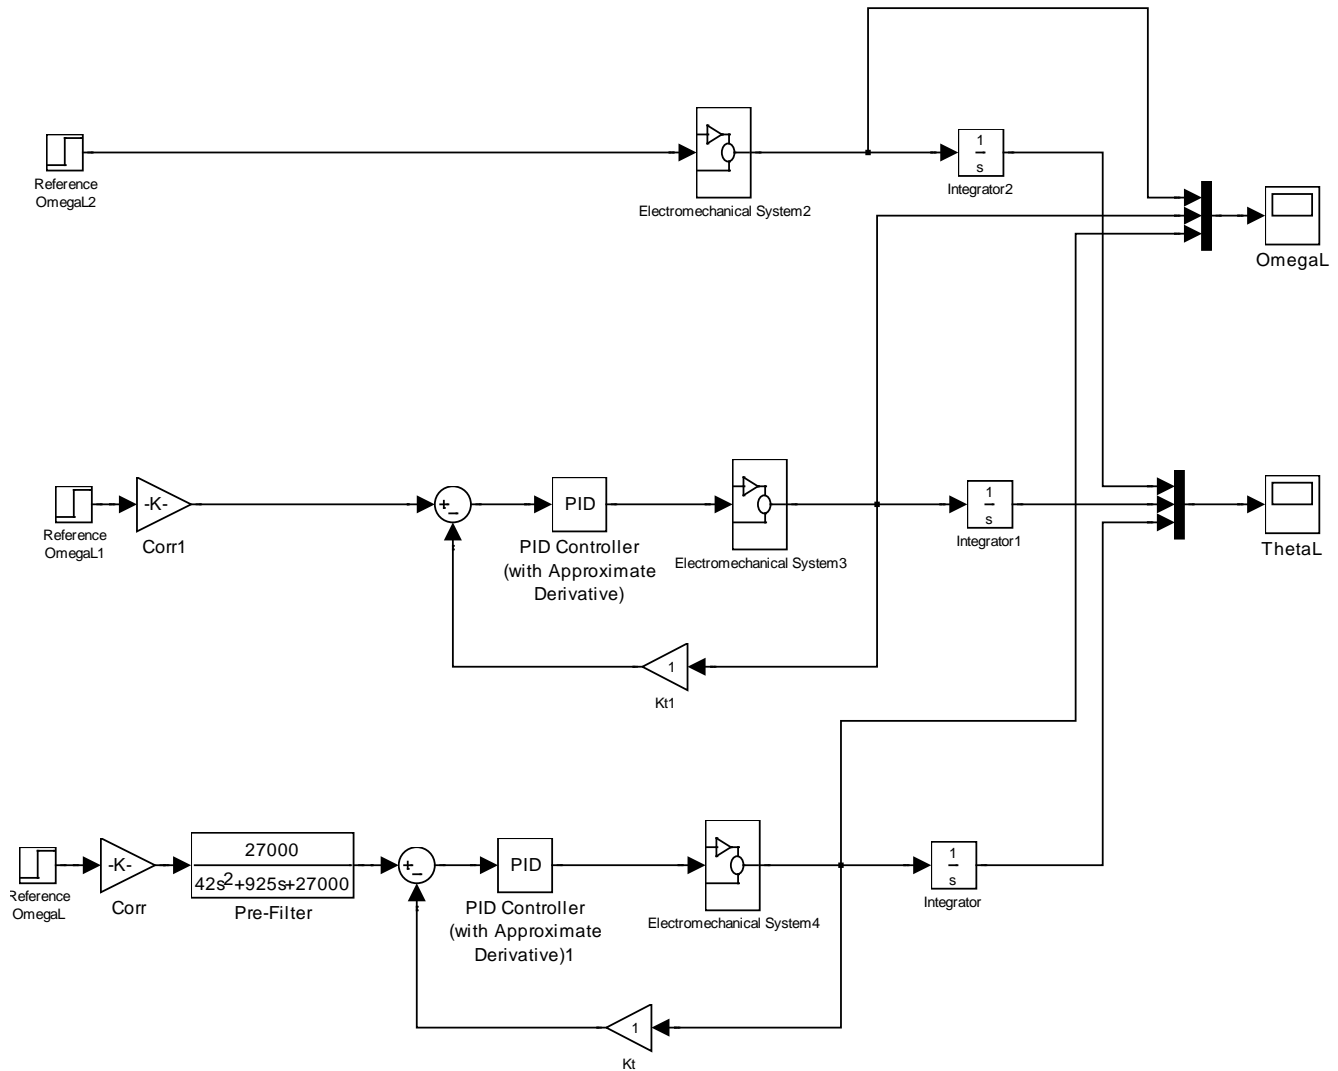 1
s
Reference
OmegaL2
Electromechanical System2
Integrator2
OmegaL
-K-
+
−
PID
1
s
Reference
OmegaL1
Corr1
PID Controller
(with Approximate
Derivative)
Electromechanical System3
Integrator1
ThetaL
1
Kt1
-K-
27000
42s²+925s+27000
+
−
PID
1
s
Reference
OmegaL
Corr
Pre-Filter
PID Controller
(with Approximate
Derivative)1
Electromechanical System4
Integrator
1
Kt